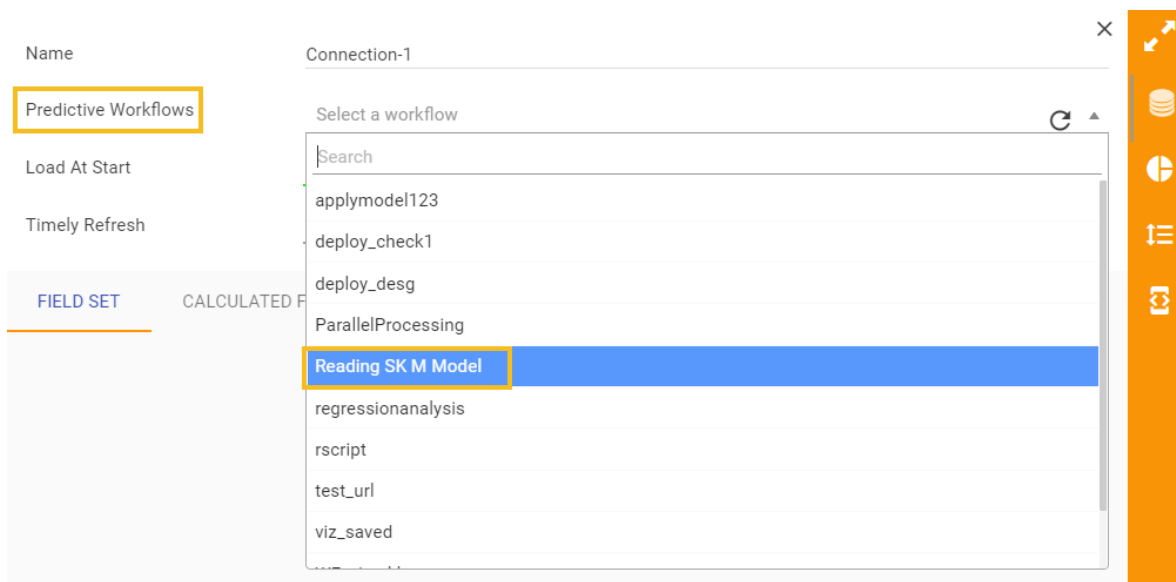 Name
Connection-1
Predictive Workflows
Select a workflow
Search
Load At Start
applymodel123
Timely Refresh
deploy_check1
deploy_desg
FIELD SET
CALCULATED F
ParallelProcessing
Reading SK M Model
regressionanalysis
rscript
test_url
viz_saved